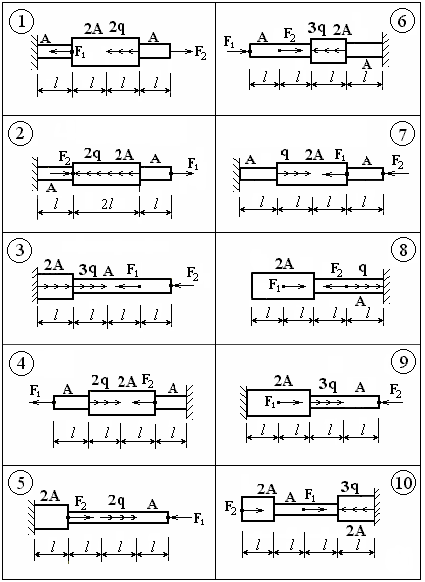 1
A 2A 2q A
F₁ F₂
l l l l
6
3q 2A
F₁ A F₂
A
l l l l
2
F₂ 2q 2A A F₁
A
l 2l l
7
A q 2A F₁ A F₂
l l l l
3
2A 3q A F₁ F₂
l l l l
8
2A
F₁ F₂ q
A
l l l l
4
F₁ A 2q 2A F₂ A
l l l l
9
2A 3q A F₂
F₁
l l l l
5
2A F₂ 2q A
F₁
l l l l
10
2A A F₁ 3q
F₂
2A
l l l l